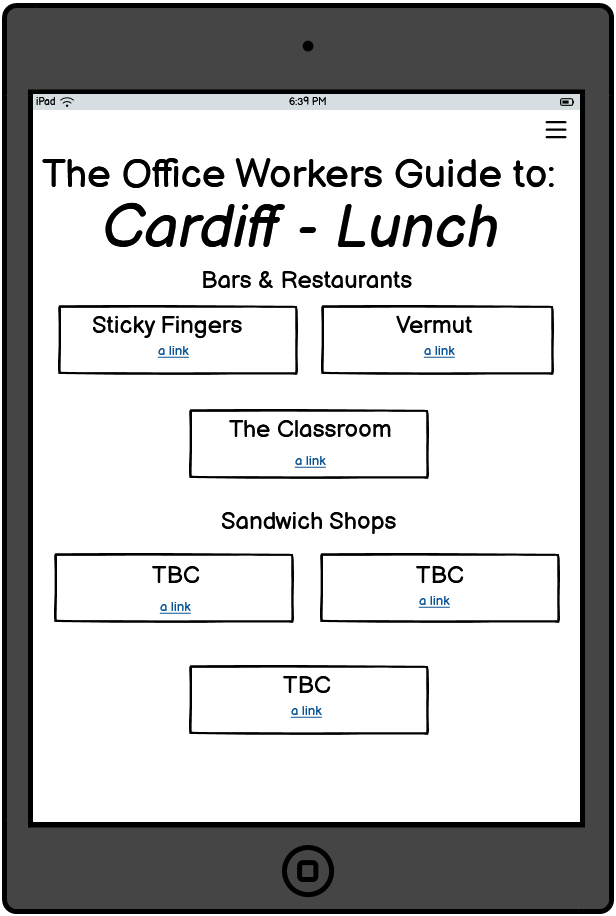 iPad 6:39 PM
The Office Workers Guide to:
Cardiff - Lunch
Bars & Restaurants
Sticky Fingers Vermut
a link a link
The Classroom
a link
Sandwich Shops
TBC TBC
a link a link
TBC
a link